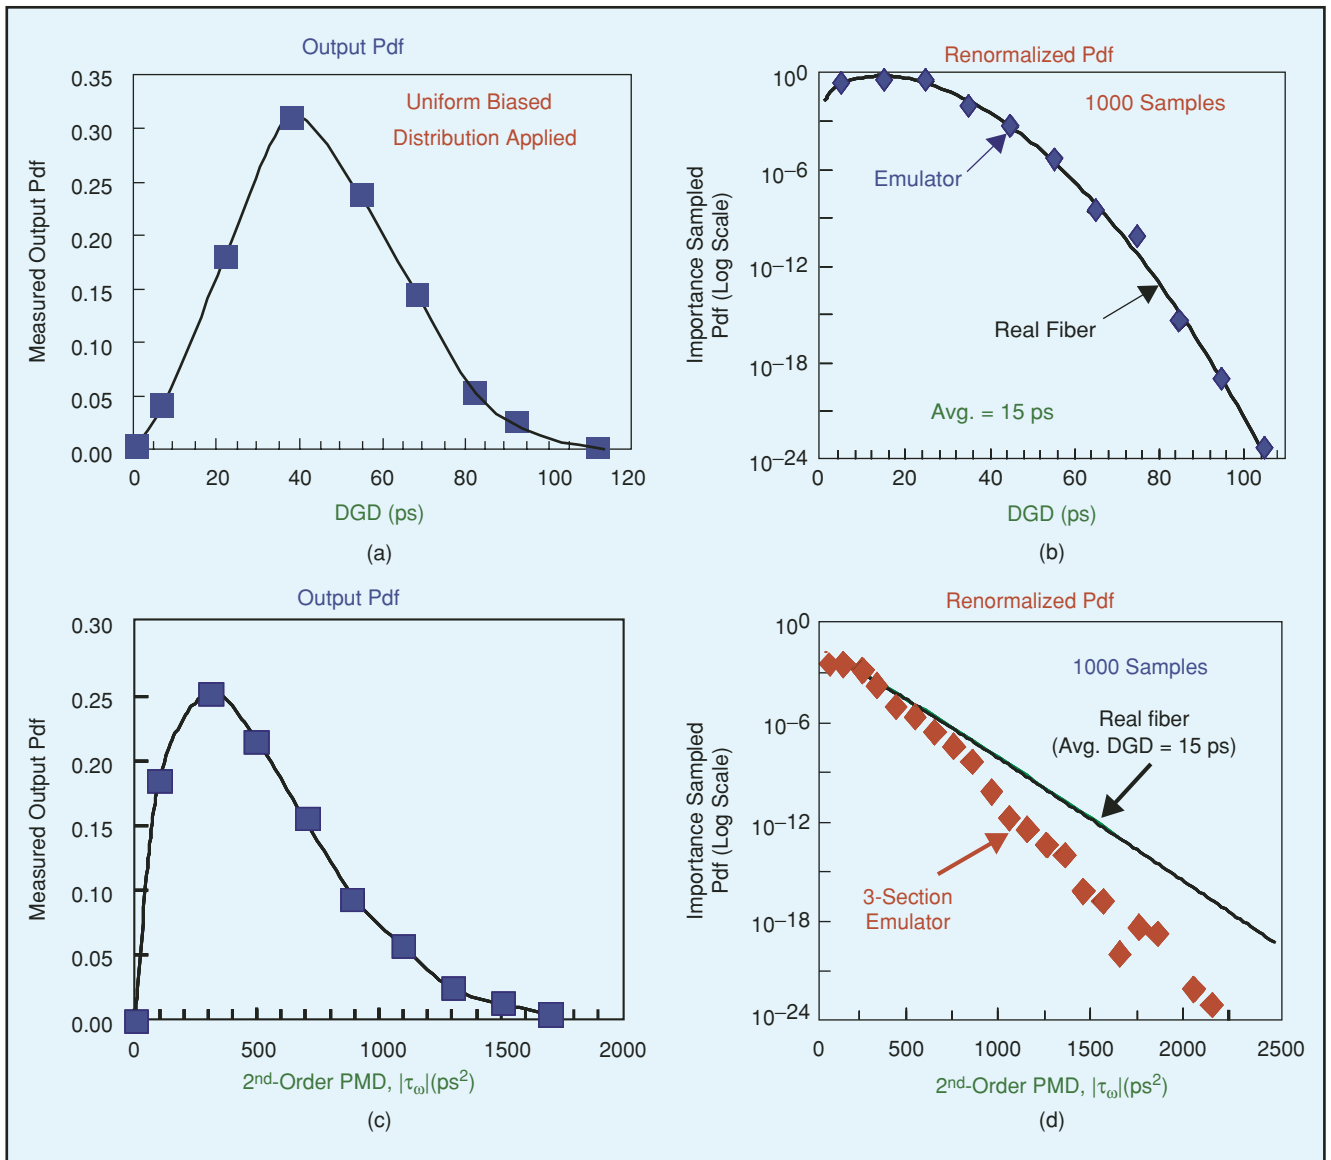 Output Pdf
0.35
0.30
0.25
0.20
0.15
0.10
0.05
0.00
Measured Output Pdf
Uniform Biased
Distribution Applied
0 20 40 60 80 100 120
DGD (ps)
(a)
Renormalized Pdf
10⁰
10⁻⁶
10⁻¹²
10⁻¹⁸
10⁻²⁴
Importance Sampled
Pdf (Log Scale)
1000 Samples
Emulator
Real Fiber
Avg. = 15 ps
0 20 40 60 80 100
DGD (ps)
(b)
Output Pdf
0.30
0.25
0.20
0.15
0.10
0.05
0.00
Measured Output Pdf
0 500 1000 1500 2000
2nd-Order PMD, |τω|(ps²)
(c)
Renormalized Pdf
10⁰
10⁻⁶
10⁻¹²
10⁻¹⁸
10⁻²⁴
Importance Sampled
Pdf (Log Scale)
1000 Samples
Real fiber
(Avg. DGD = 15 ps)
3-Section
Emulator
0 500 1000 1500 2000 2500
2nd-Order PMD, |τω|(ps²)
(d)